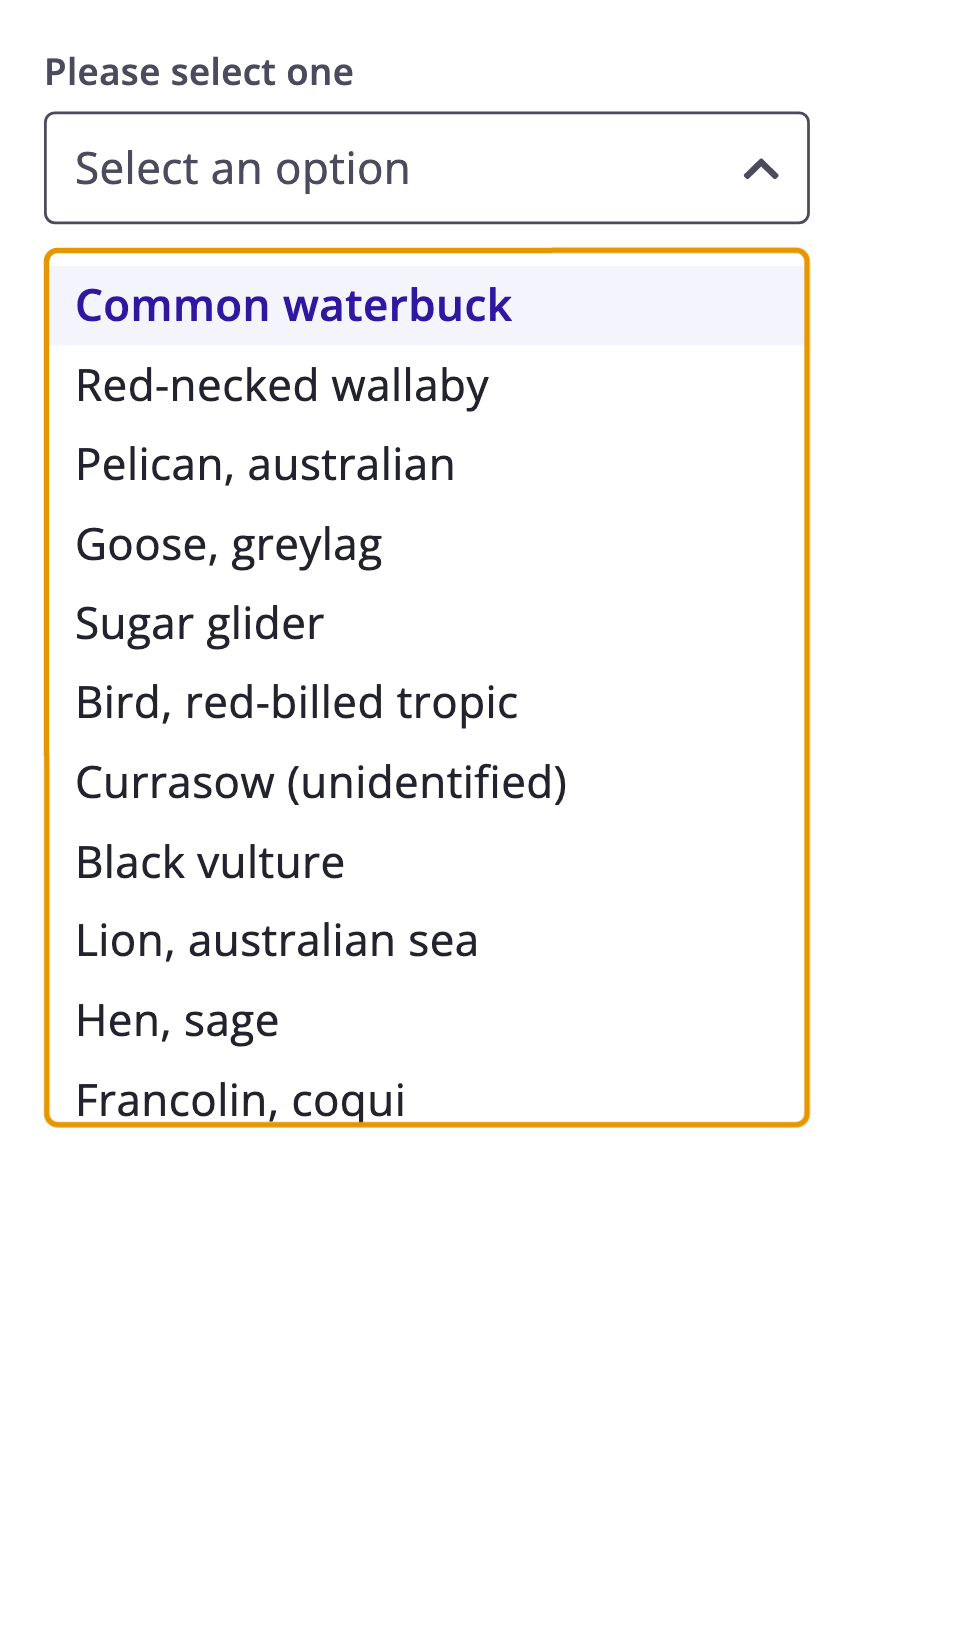 Please select one
Select an option
Common waterbuck
Red-necked wallaby
Pelican, australian
Goose, greylag
Sugar glider
Bird, red-billed tropic
Currasow (unidentified)
Black vulture
Lion, australian sea
Hen, sage
Francolin, coqui